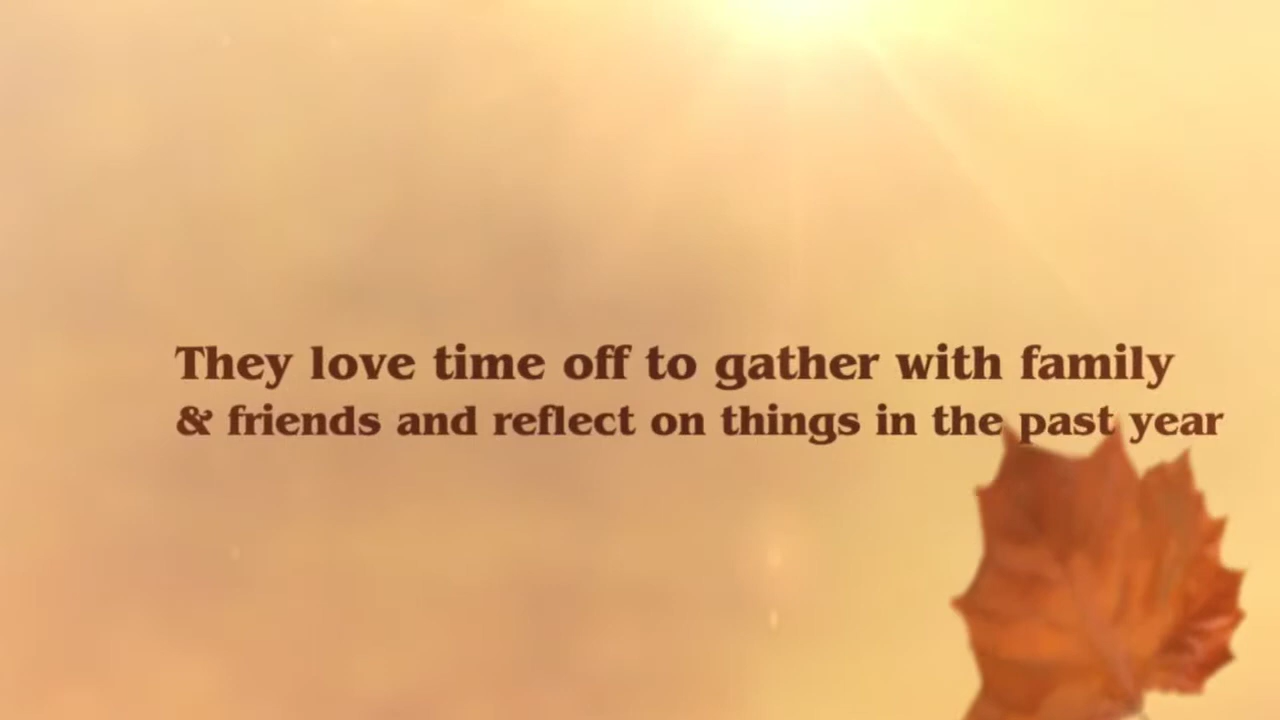 They love time off to gather with family
& friends and reflect on things in the past year